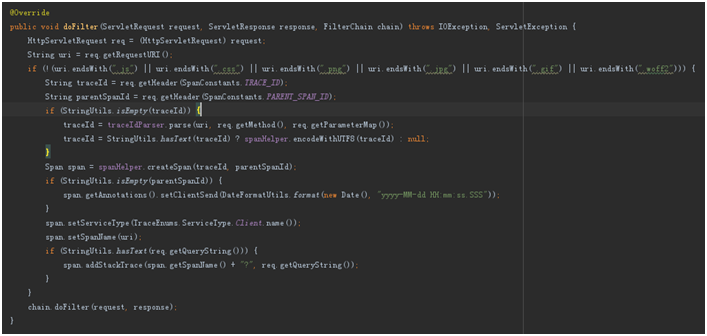 @Override
public void doFilter(ServletRequest request, ServletResponse response, FilterChain chain) throws IOException, ServletException {
    HttpServletRequest req = (HttpServletRequest) request;
    String uri = req.getRequestURI();
    if (!(uri.endsWith(".js") || uri.endsWith(".css") || uri.endsWith(".png") || uri.endsWith(".jpg") || uri.endsWith(".gif") || uri.endsWith(".woff2"))) {
        String traceId = req.getHeader(SpanConstants.TRACE_ID);
        String parentSpanId = req.getHeader(SpanConstants.PARENT_SPAN_ID);
        if (StringUtils.isEmpty(traceId)) {
            traceId = traceIdParser.parse(uri, req.getMethod(), req.getParameterMap());
            traceId = StringUtils.hasText(traceId) ? spanHelper.encodeWithUTF8(traceId) : null;
        }
        Span span = spanHelper.createSpan(traceId, parentSpanId);
        if (StringUtils.isEmpty(parentSpanId)) {
            span.getAnnotations().setClientSend(DateFormatUtils.format(new Date(), "yyyy-MM-dd HH:mm:ss.SSS"));
        }
        span.setServiceType(TraceEnums.ServiceType.Client.name());
        span.setSpanName(uri);
        if (StringUtils.hasText(req.getQueryString())) {
            span.addStackTrace(span.getSpanName() + "?", req.getQueryString());
        }
    }
    chain.doFilter(request, response);
}